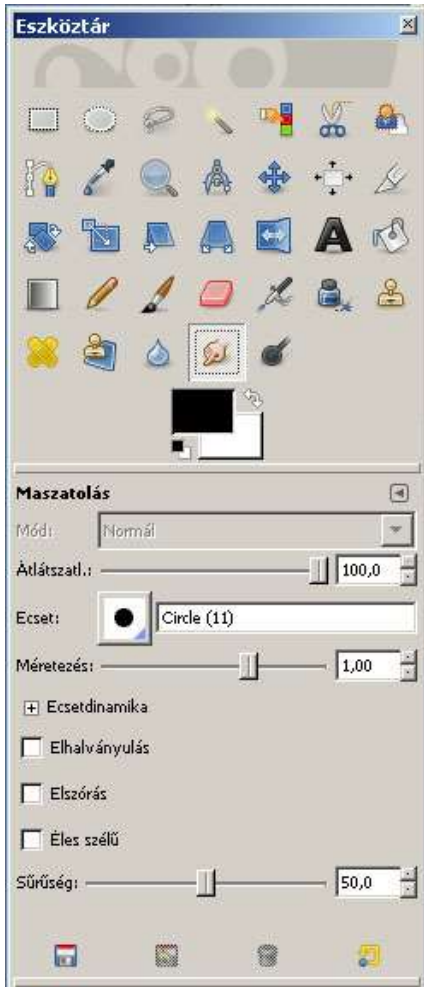 Eszköztár
Maszatolás
Mód: Normál
Átlátszatl.: 100,0
Ecset: Circle (11)
Méretezés: 1,00
Ecsetdinamika
Elhalványulás
Elszórás
Éles szélű
Sűrűség: 50,0